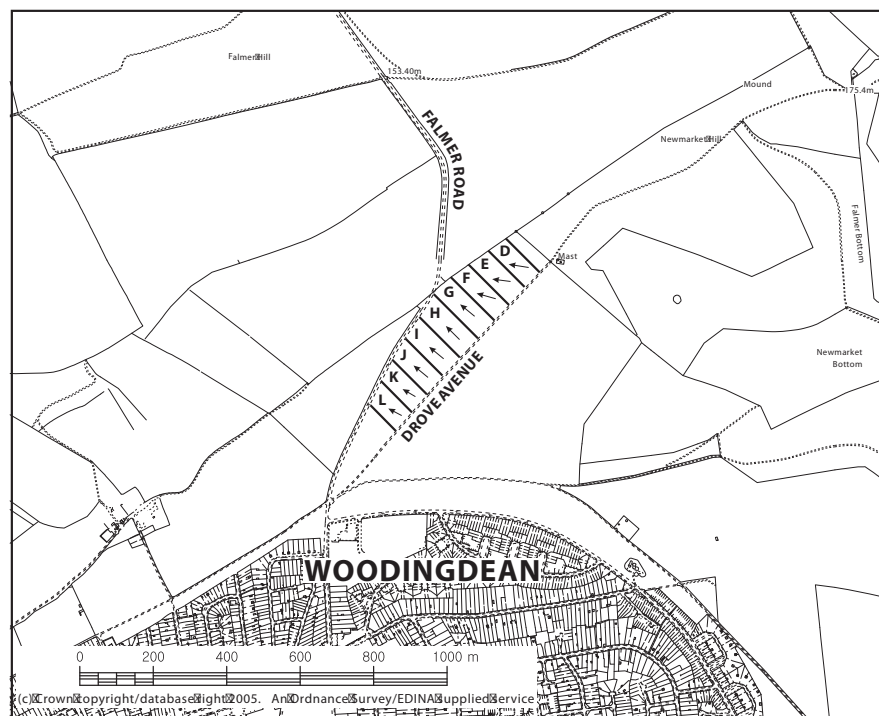 Falmer Hill
153.40m
Mound
175.4m
FALMER ROAD
Newmarket Hill
Falmer Bottom
D
Mast
E
F
G
H
I
J
K
L
DROVE AVENUE
Newmarket
Bottom
WOODINGDEAN
0 200 400 600 800 1000 m
(c) Crown copyright/database right 2005. An Ordnance Survey/EDINA supplied service